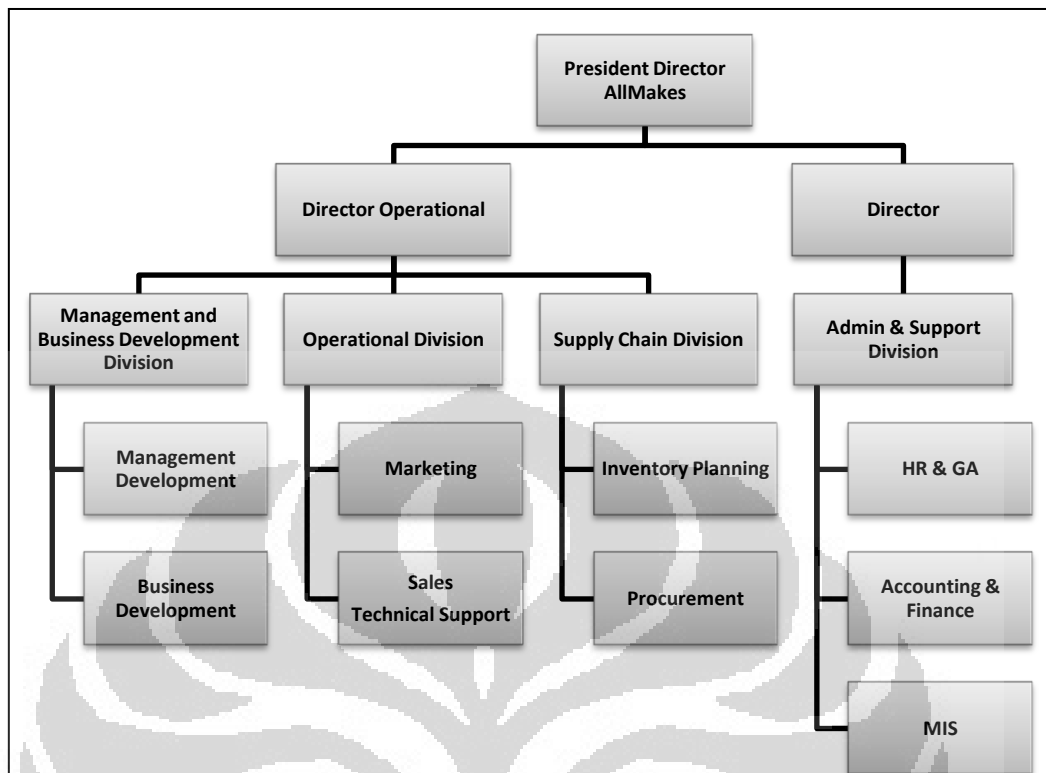 President Director
AllMakes
Director Operational
Director
Management and
Business Development
Division
Operational Division
Supply Chain Division
Admin & Support
Division
Management
Development
Marketing
Inventory Planning
HR & GA
Business
Development
Sales
Technical Support
Procurement
Accounting &
Finance
MIS